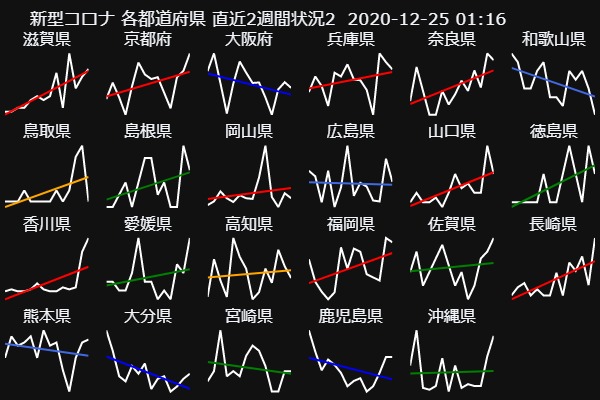 新型コロナ 各都道府県 直近2週間状況2 2020-12-25 01:16
滋賀県 京都府 大阪府 兵庫県 奈良県 和歌山県
鳥取県 島根県 岡山県 広島県 山口県 徳島県
香川県 愛媛県 高知県 福岡県 佐賀県 長崎県
熊本県 大分県 宮崎県 鹿児島県 沖縄県